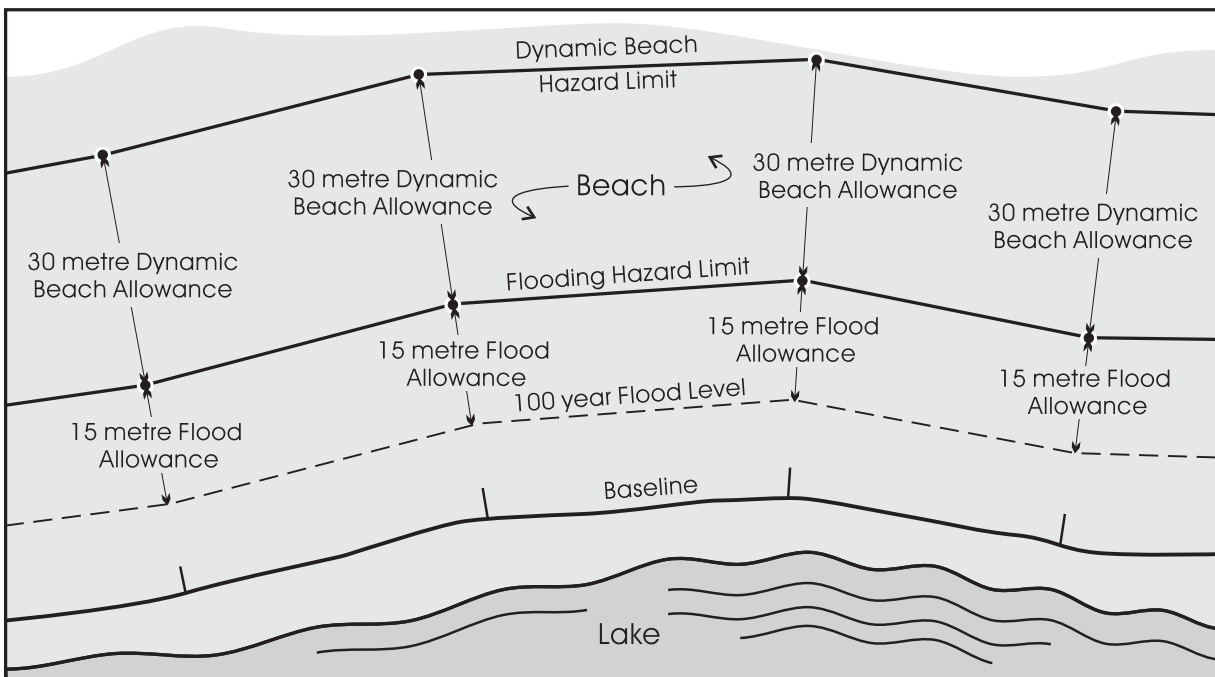 Dynamic Beach
Hazard Limit
30 metre Dynamic
Beach Allowance
Beach
30 metre Dynamic
Beach Allowance
30 metre Dynamic
Beach Allowance
30 metre Dynamic
Beach Allowance
Flooding Hazard Limit
15 metre Flood
Allowance
15 metre Flood
Allowance
15 metre Flood
Allowance
100 year Flood Level
15 metre Flood
Allowance
Baseline
Lake